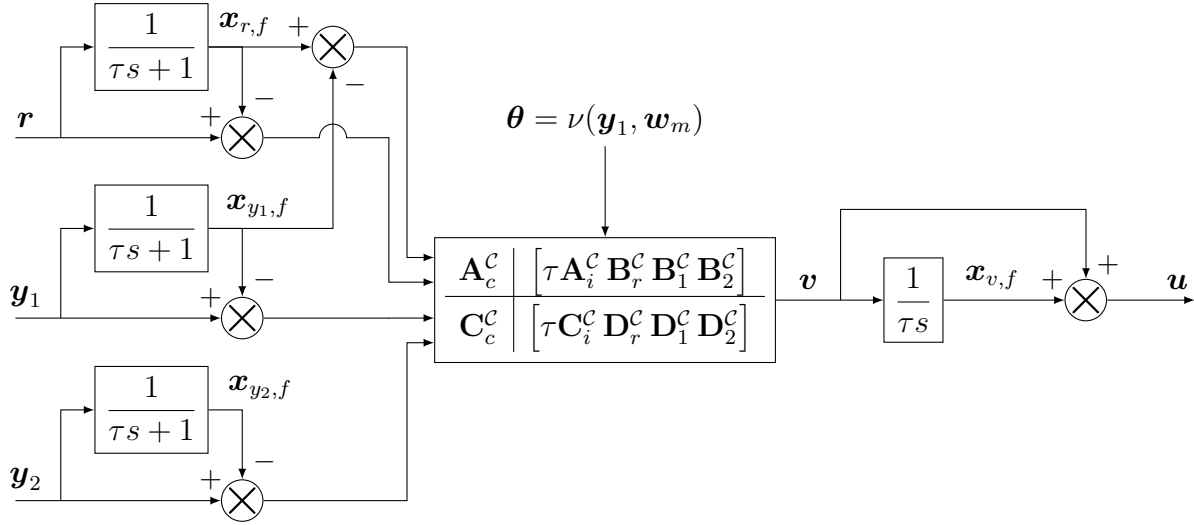 1
τs + 1
x_{r,f}
+
−
−
r
+
θ = ν(y_1, w_m)
1
τs + 1
x_{y_1,f}
−
y_1
+
A_c^C [τA_i^C B_r^C B_1^C B_2^C]
C_c^C [τC_i^C D_r^C D_1^C D_2^C]
v
1
τs
x_{v,f}
+
+
u
1
τs + 1
x_{y_2,f}
−
y_2
+